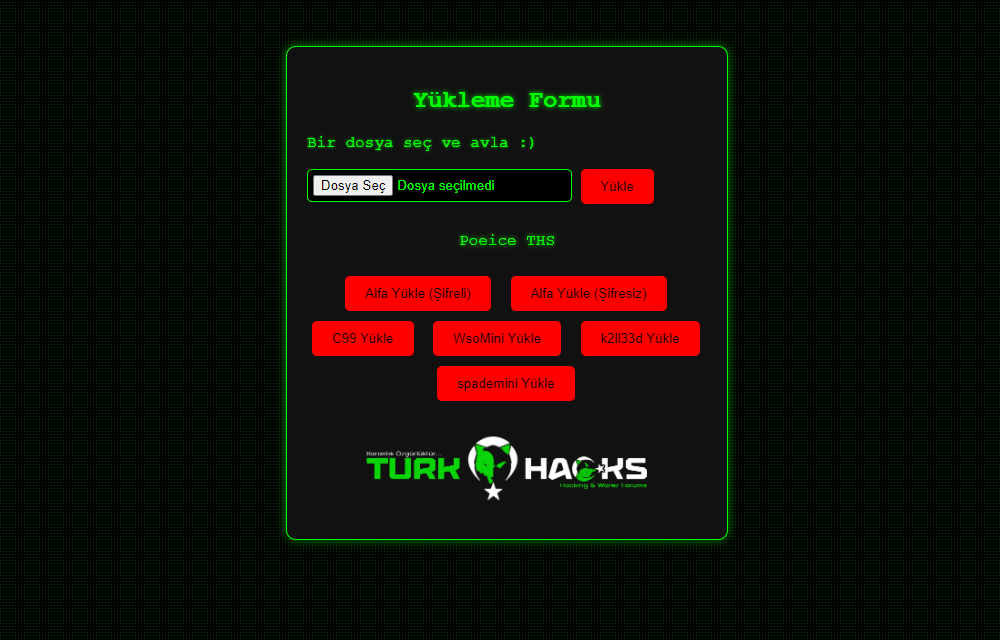 Yükleme Formu
Bir dosya seç ve avla :)
Dosya Seç Dosya seçilmedi Yükle
Poeice THS
Alfa Yükle (Şifreli) Alfa Yükle (Şifresiz)
C99 Yükle WsoMini Yükle k2ll33d Yükle
spademini Yükle
Karanlık Özgürlüktür...
TURK HACKS
Hacking & Warez Forums